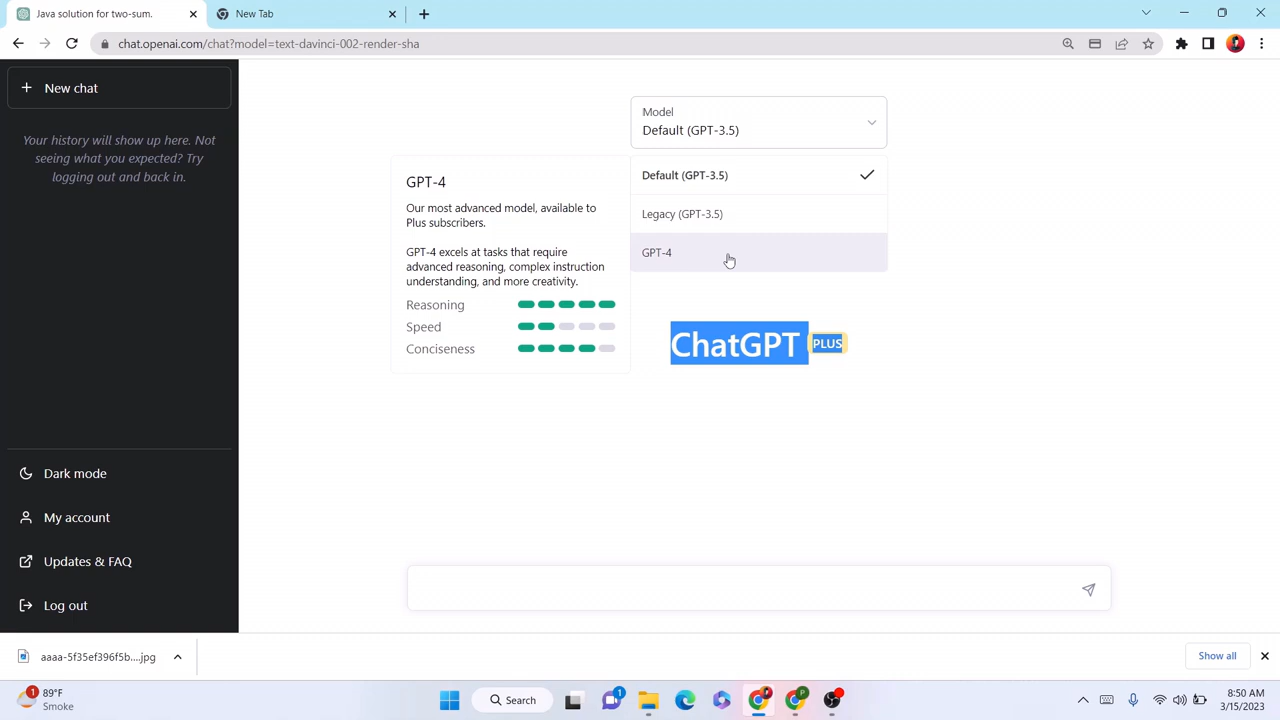 Java solution for two-sum.
New Tab
chat.openai.com/chat?model=text-davinci-002-render-sha
New chat
Your history will show up here. Not
seeing what you expected? Try
logging out and back in.
Model
Default (GPT-3.5)
Default (GPT-3.5)
Legacy (GPT-3.5)
GPT-4
GPT-4
Our most advanced model, available to
Plus subscribers.
GPT-4 excels at tasks that require
advanced reasoning, complex instruction
understanding, and more creativity.
Reasoning
Speed
Conciseness
ChatGPT PLUS
Dark mode
My account
Updates & FAQ
Log out
aaaa-5f35ef396f5b....jpg
Show all
1
89°F
Smoke
Search
1
P
8:50 AM
3/15/2023